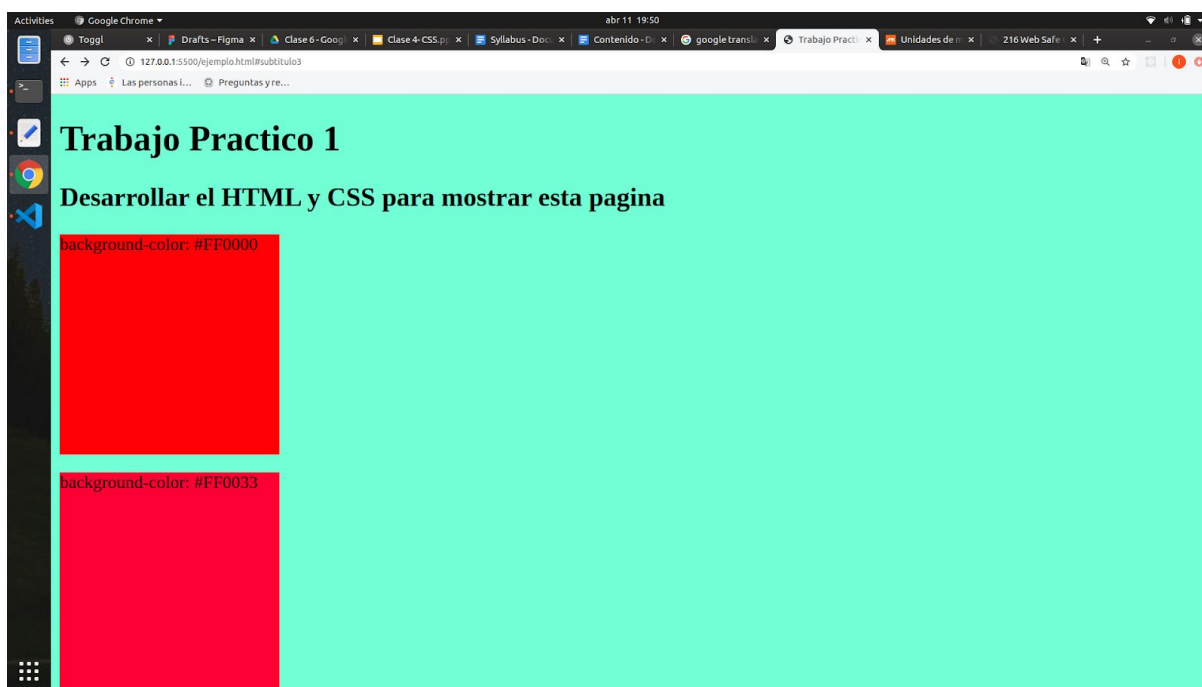 Activities Google Chrome abr 11 19:50
Toggl Drafts – Figma Clase 6 - Googl Clase 4- CSS.pp Syllabus - Docu Contenido - D google transla Trabajo Practi Unidades de m 216 Web Safe
127.0.0.1:5500/ejemplo.html#subtitulo3
Apps Las personas i... Preguntas y re...
Trabajo Practico 1
Desarrollar el HTML y CSS para mostrar esta pagina
background-color: #FF0000
background-color: #FF0033